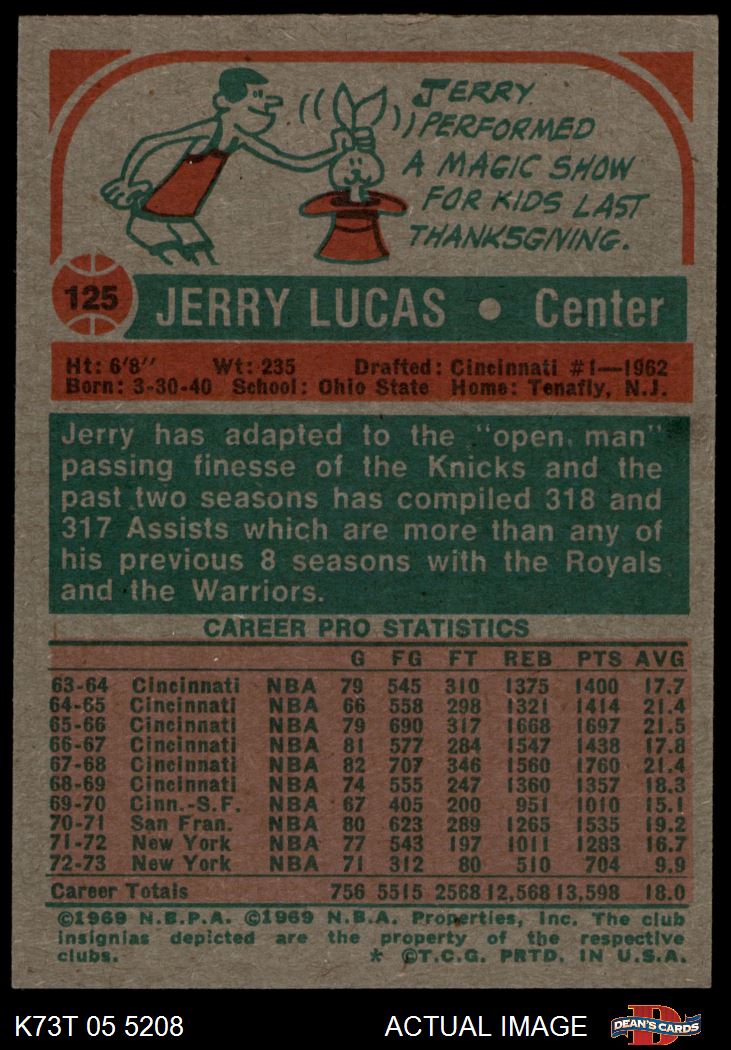 JERRY
PERFORMED
A MAGIC SHOW
FOR KIDS LAST
THANKSGIVING.
125
JERRY LUCAS • Center
Ht: 6'8" Wt: 235 Drafted: Cincinnati #1—1962
Born: 3-30-40 School: Ohio State Home: Tenafly, N.J.
Jerry has adapted to the "open man"
passing finesse of the Knicks and the
past two seasons has compiled 318 and
317 Assists which are more than any of
his previous 8 seasons with the Royals
and the Warriors.
CAREER PRO STATISTICS
G FG FT REB PTS AVG
63-64 Cincinnati NBA 79 545 310 1375 1400 17.7
64-65 Cincinnati NBA 66 558 298 1321 1414 21.4
65-66 Cincinnati NBA 79 690 317 1668 1697 21.5
66-67 Cincinnati NBA 81 577 284 1547 1438 17.8
67-68 Cincinnati NBA 82 707 346 1560 1760 21.4
68-69 Cincinnati NBA 74 555 247 1360 1357 18.3
69-70 Cinn.-S.F. NBA 67 405 200 951 1010 15.1
70-71 San Fran. NBA 80 623 289 1265 1535 19.2
71-72 New York NBA 77 543 197 1011 1283 16.7
72-73 New York NBA 71 312 80 510 704 9.9
Career Totals 756 5515 2568 12,568 13,598 18.0
©1969 N.B.P.A. ©1969 N.B.A. Properties, Inc. The club
insignias depicted are the property of the respective
clubs. * ©T.C.G. PRTD. IN U.S.A.
K73T 05 5208 ACTUAL IMAGE
D
DEAN'S CARDS